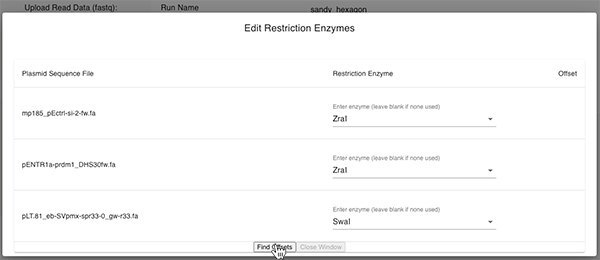 Upload Read Data (fastq): Run Name sandy_hexagon
Edit Restriction Enzymes
Plasmid Sequence File Restriction Enzyme Offset
Enter enzyme (leave blank if none used)
mp185_pEctrl-si-2-fw.fa ZraI
Enter enzyme (leave blank if none used)
pENTR1a-prdm1_DHS30fw.fa ZraI
Enter enzyme (leave blank if none used)
pLT.81_eb-SVpmx-spr33-0_gw-r33.fa SwaI
Find Offsets Close Window